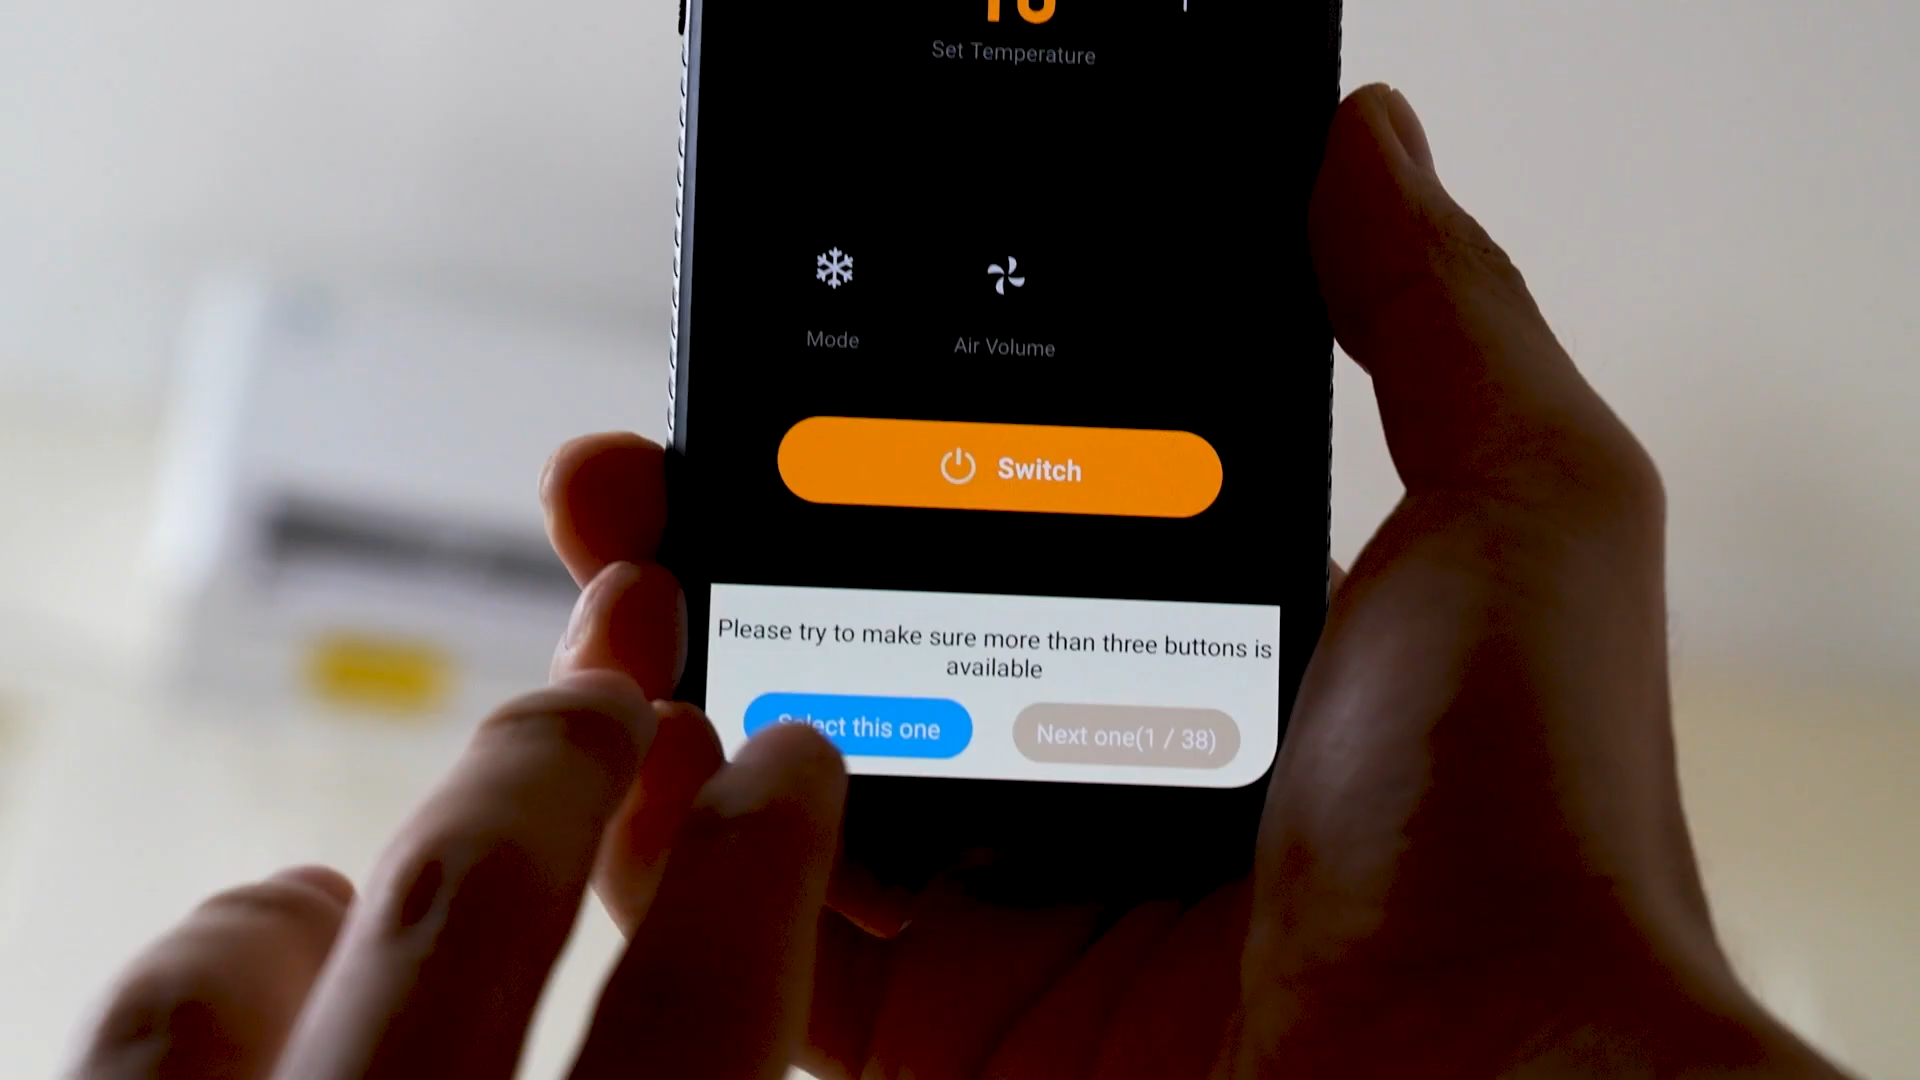 Set Temperature
Mode
Air Volume
Switch
Please try to make sure more than three buttons is
available
Select this one
Next one(1 / 38)